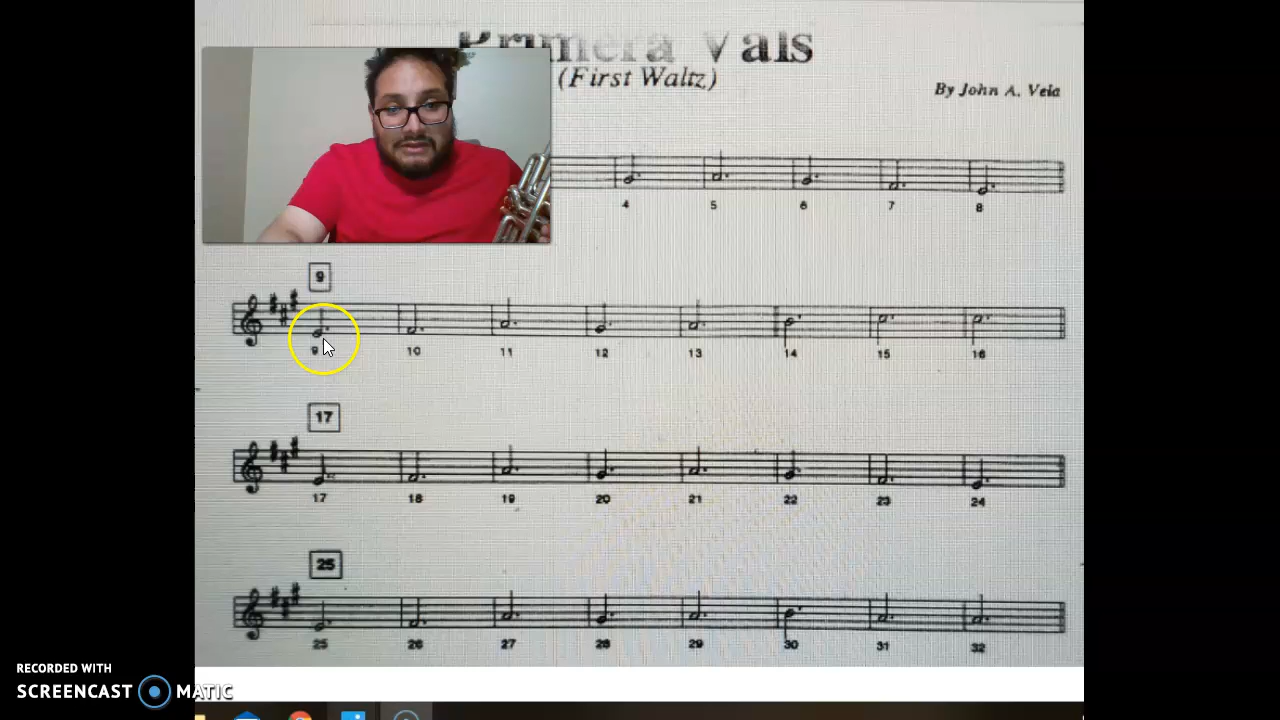 Primera Vals
(First Waltz)
By John A. Vela
4 5 6 7 8
9
9 10 11 12 13 14 15 16
17
17 18 19 20 21 22 23 24
25
25 26 27 28 29 30 31 32
RECORDED WITH
SCREENCAST MATIC